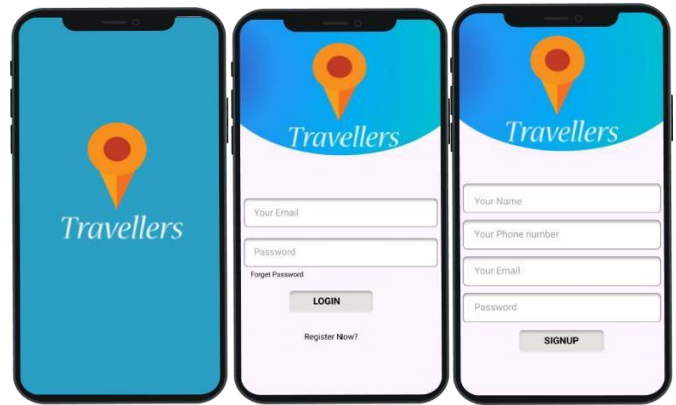 Travellers
Travellers
Your Email
Password
Forget Password
LOGIN
Register Now?
Travellers
Your Name
Your Phone number
Your Email
Password
SIGNUP